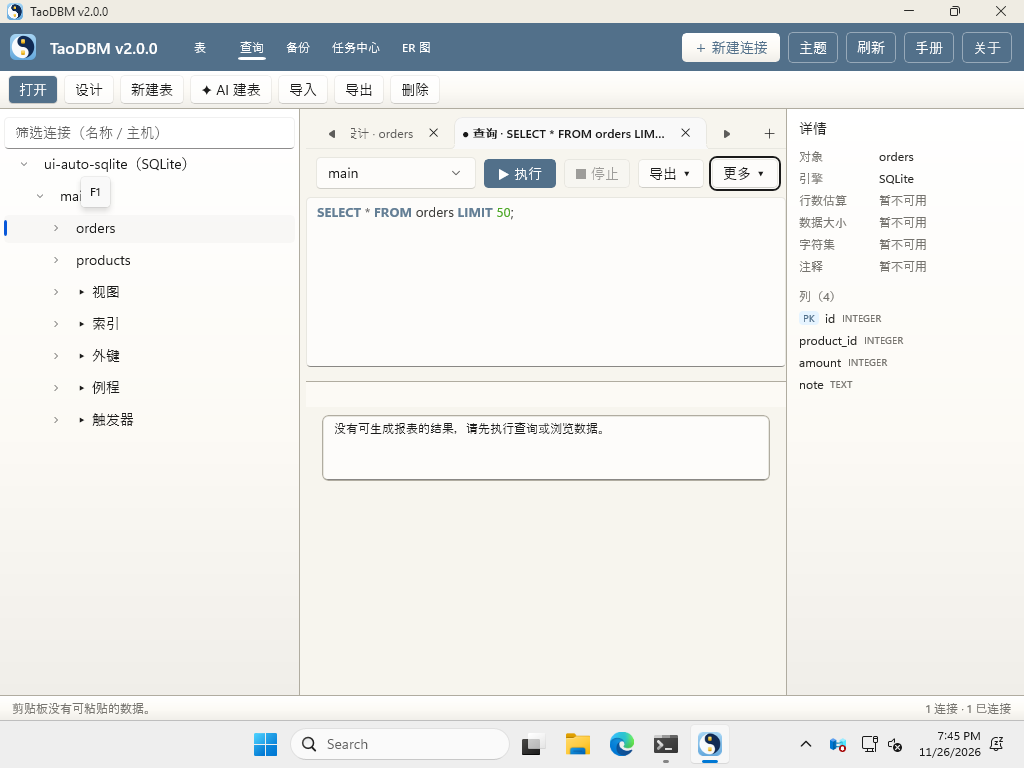 TaoDBM v2.0.0
TaoDBM v2.0.0
表
查询
备份
任务中心
ER 图
+ 新建连接
主题
刷新
手册
关于
打开
设计
新建表
✦ AI 建表
导入
导出
删除
筛选连接（名称 / 主机）
ui-auto-sqlite（SQLite）
mai
F1
orders
products
▸ 视图
▸ 索引
▸ 外键
▸ 例程
▸ 触发器
设计 · orders
● 查询 · SELECT * FROM orders LIM...
main
▶ 执行
■ 停止
导出 ▾
更多 ▾
SELECT * FROM orders LIMIT 50;
没有可生成报表的结果，请先执行查询或浏览数据。
详情
对象 orders
引擎 SQLite
行数估算 暂不可用
数据大小 暂不可用
字符集 暂不可用
注释 暂不可用
列（4）
PK id INTEGER
product_id INTEGER
amount INTEGER
note TEXT
剪贴板没有可粘贴的数据。
1 连接 · 1 已连接
Search
7:45 PM
11/26/2026